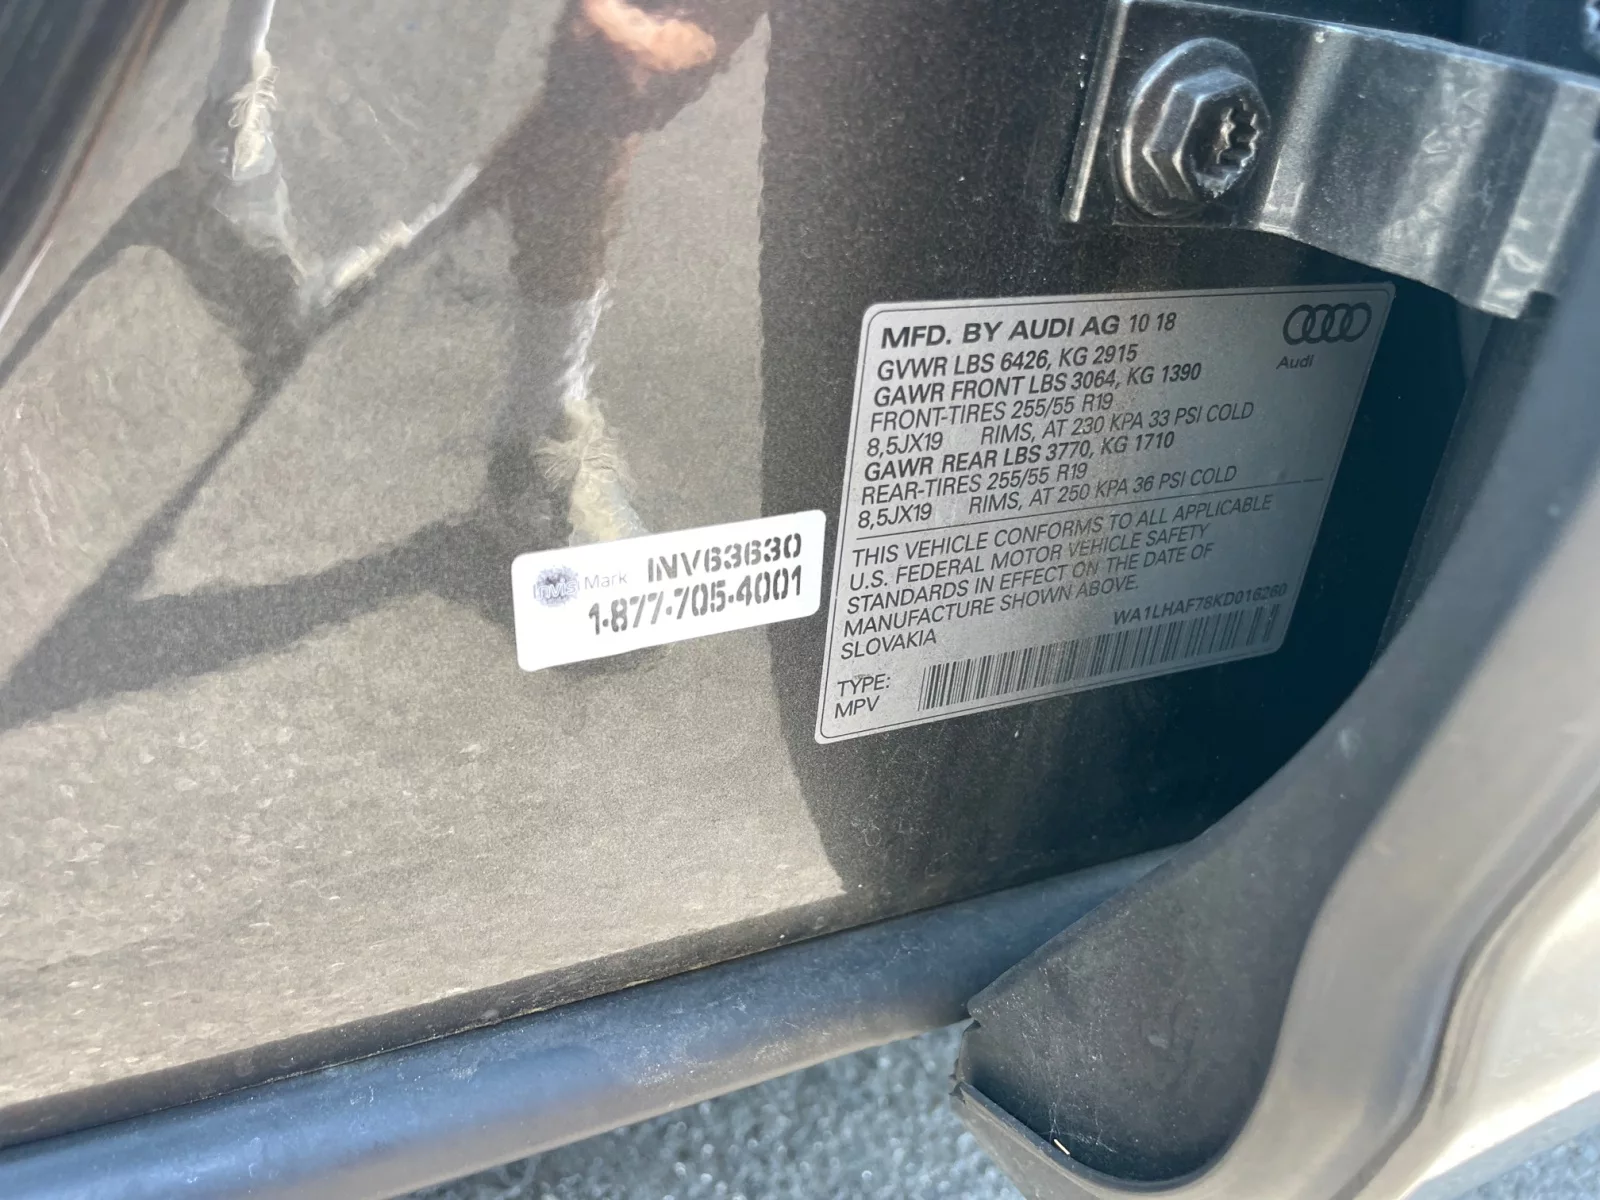 MFD. BY AUDI AG 10 18
Audi
GVWR LBS 6426, KG 2915
GAWR FRONT LBS 3064, KG 1390
FRONT-TIRES 255/55 R19
8,5JX19 RIMS, AT 230 KPA 33 PSI COLD
GAWR REAR LBS 3770, KG 1710
REAR-TIRES 255/55 R19
8,5JX19 RIMS, AT 250 KPA 36 PSI COLD
THIS VEHICLE CONFORMS TO ALL APPLICABLE
U.S. FEDERAL MOTOR VEHICLE SAFETY
STANDARDS IN EFFECT ON THE DATE OF
MANUFACTURE SHOWN ABOVE.
SLOVAKIA
WA1LHAF78KD016260
TYPE:
MPV
Mark INV63630
1-877-705-4001